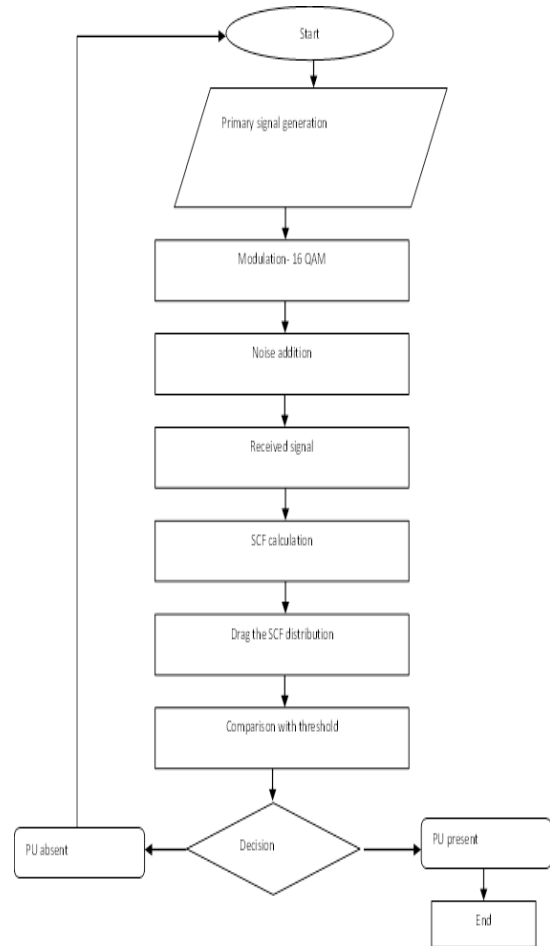 Start
Primary signal generation
Modulation- 16 QAM
Noise addition
Received signal
SCF calculation
Drag the SCF distribution
Comparison with threshold
Decision
PU absent
PU present
End